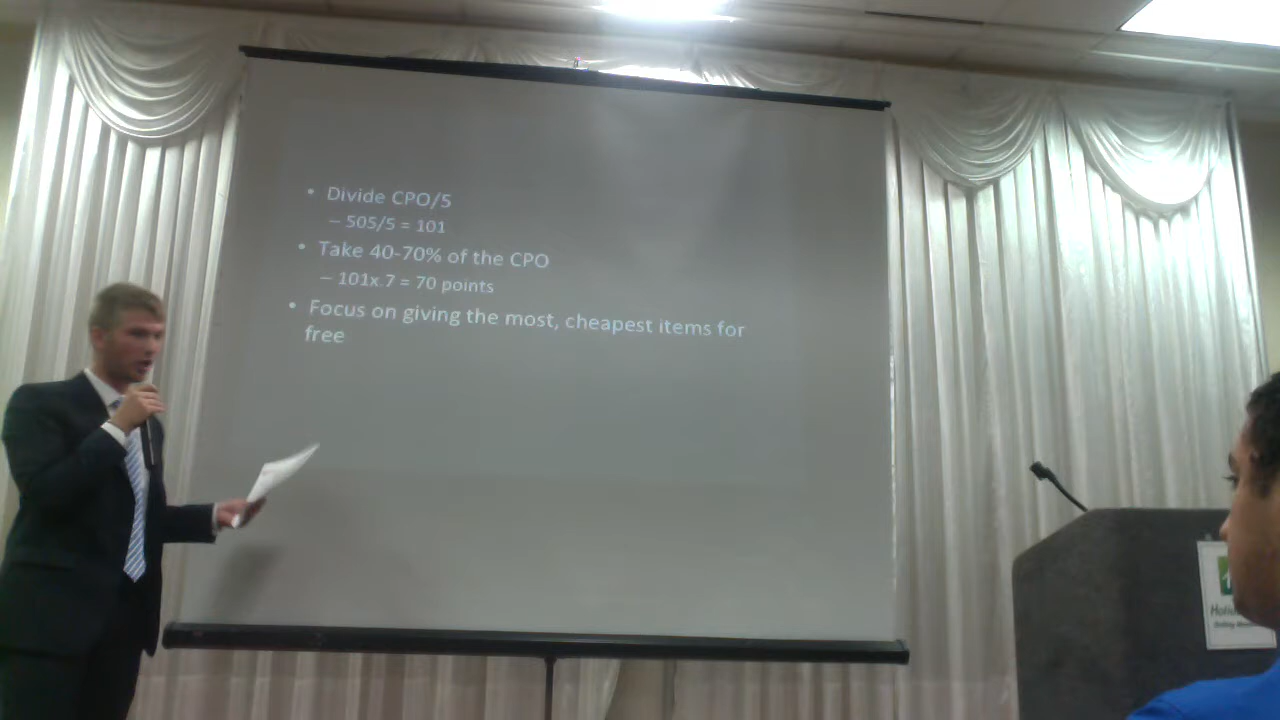 • Divide CPO/5
– 505/5 = 101
• Take 40-70% of the CPO
– 101x.7 = 70 points
• Focus on giving the most, cheapest items for
free